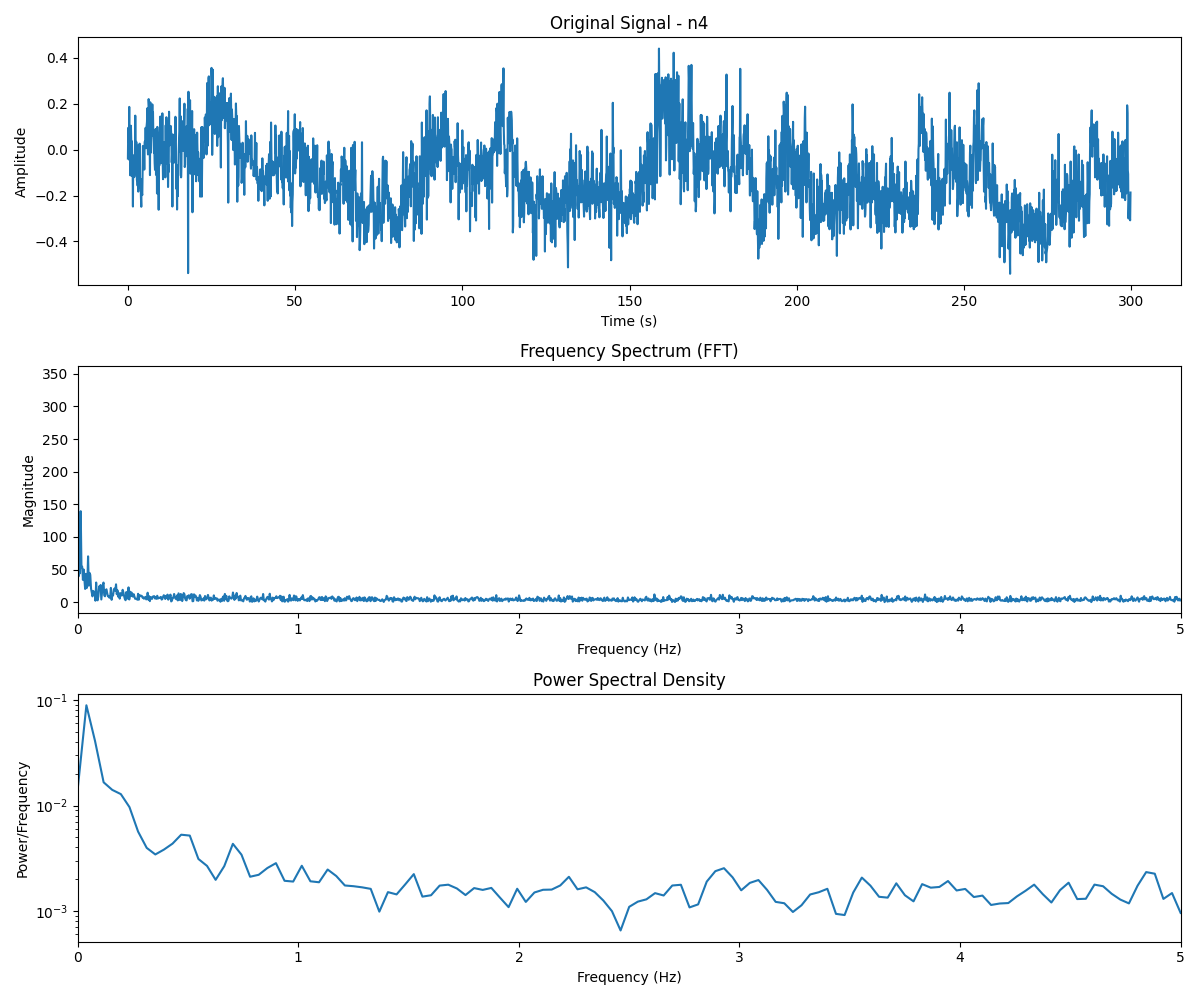 Original Signal - n4
Amplitude
0.4
0.2
0.0
−0.2
−0.4
0 50 100 150 200 250 300
Time (s)
Frequency Spectrum (FFT)
Magnitude
350
300
250
200
150
100
50
0
0 1 2 3 4 5
Frequency (Hz)
Power Spectral Density
Power/Frequency
10⁻¹
10⁻²
10⁻³
0 1 2 3 4 5
Frequency (Hz)